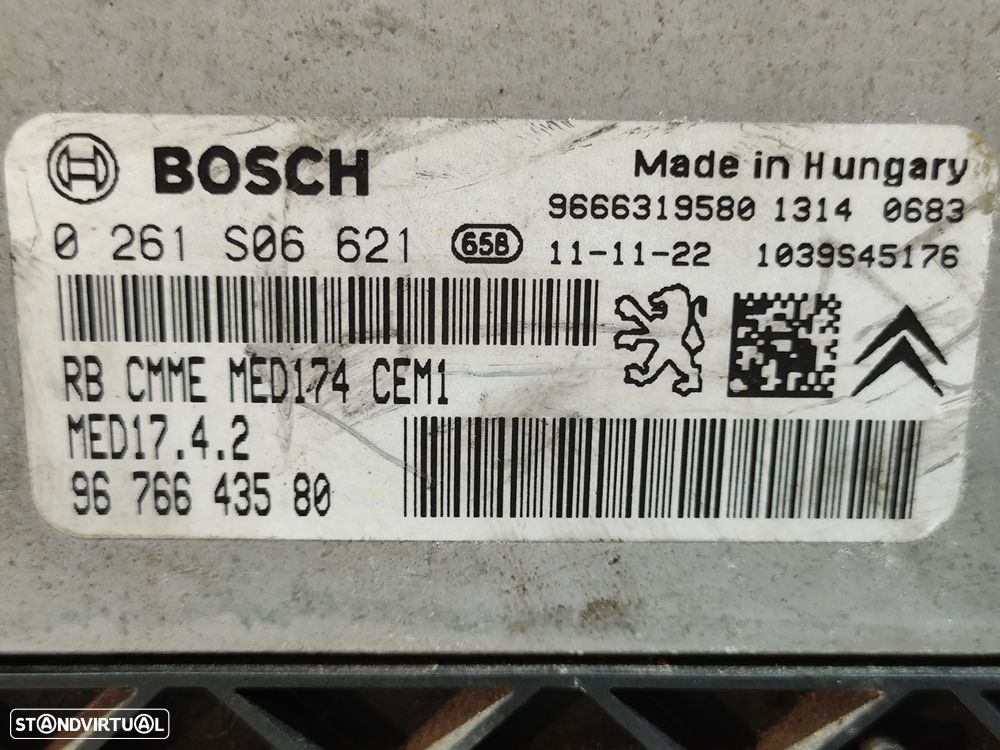 BOSCH
Made in Hungary
9666319580 1314 0683
0 261 S06 621 658 11-11-22 1039S45176
RB CMME MED174 CEM1
MED17.4.2
96 766 435 80
STANDVIRTUAL